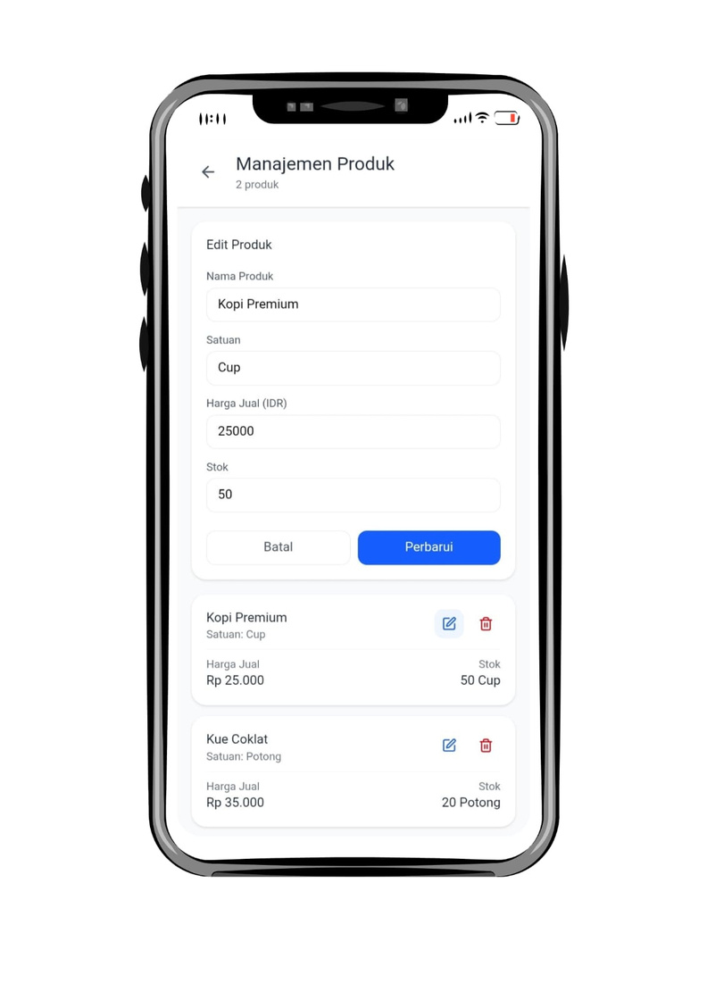 11:11
Manajemen Produk
2 produk
Edit Produk
Nama Produk
Kopi Premium
Satuan
Cup
Harga Jual (IDR)
25000
Stok
50
Batal Perbarui
Kopi Premium
Satuan: Cup
Harga Jual Stok
Rp 25.000 50 Cup
Kue Coklat
Satuan: Potong
Harga Jual Stok
Rp 35.000 20 Potong